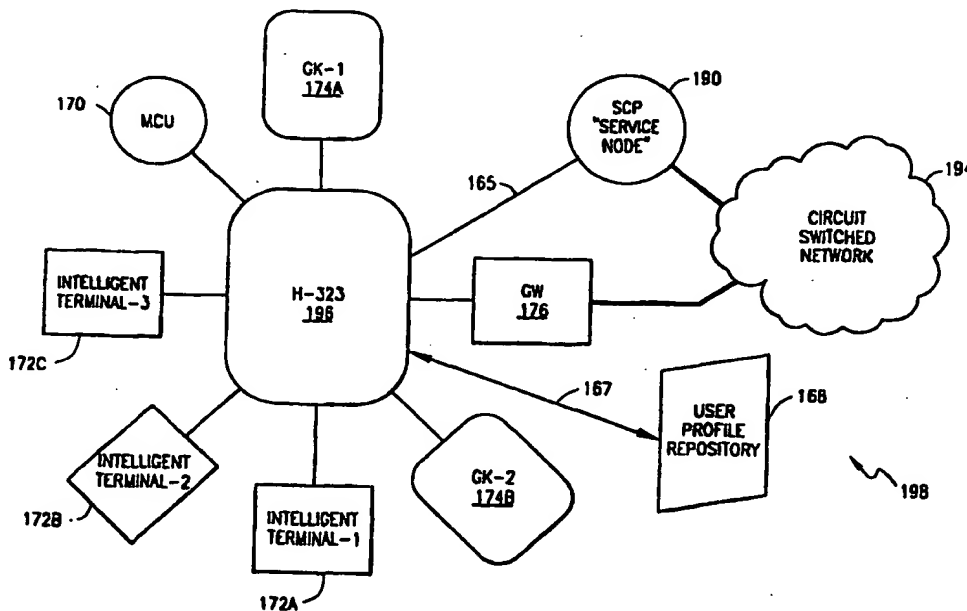 GK-1
174A
170
MCU
190
SCP
"SERVICE
NODE"
165
194
CIRCUIT
SWITCHED
NETWORK
INTELLIGENT
TERMINAL-3
172C
H-323
196
GW
176
167
168
USER
PROFILE
REPOSITORY
INTELLIGENT
TERMINAL-2
172B
GK-2
174B
198
INTELLIGENT
TERMINAL-1
172A